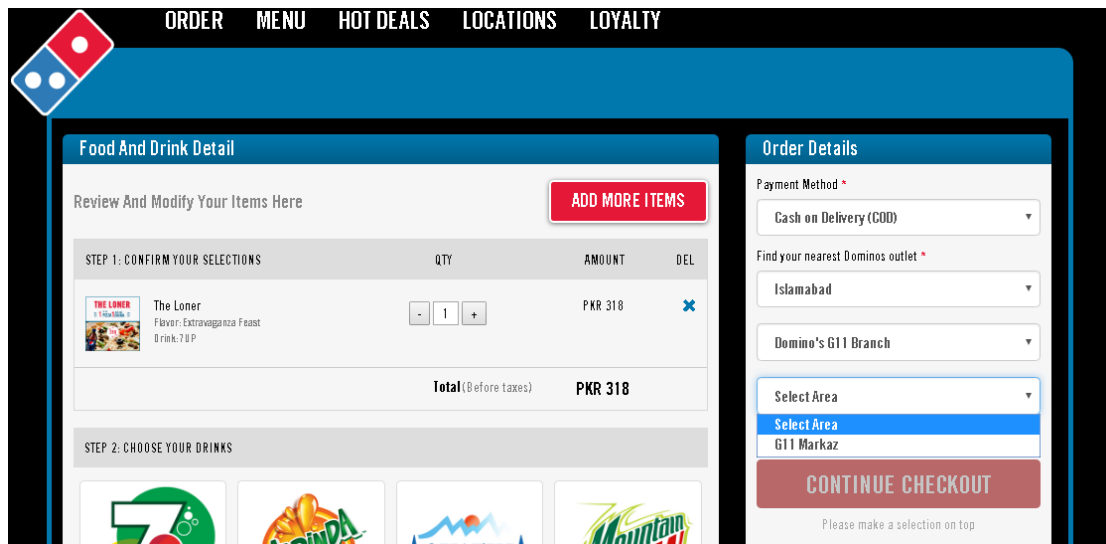 ORDER MENU HOT DEALS LOCATIONS LOYALTY
Food And Drink Detail
Review And Modify Your Items Here
ADD MORE ITEMS
STEP 1: CONFIRM YOUR SELECTIONS QTY AMOUNT DEL
THE LONER
The Loner
Flavor: Extravaganza Feast
Drink: 7UP
- 1 +
PKR 318
Total (Before taxes) PKR 318
STEP 2: CHOOSE YOUR DRINKS
7
Mountain
Order Details
Payment Method *
Cash on Delivery (COD)
Find your nearest Dominos outlet *
Islamabad
Domino's G11 Branch
Select Area
Select Area
G11 Markaz
CONTINUE CHECKOUT
Please make a selection on top